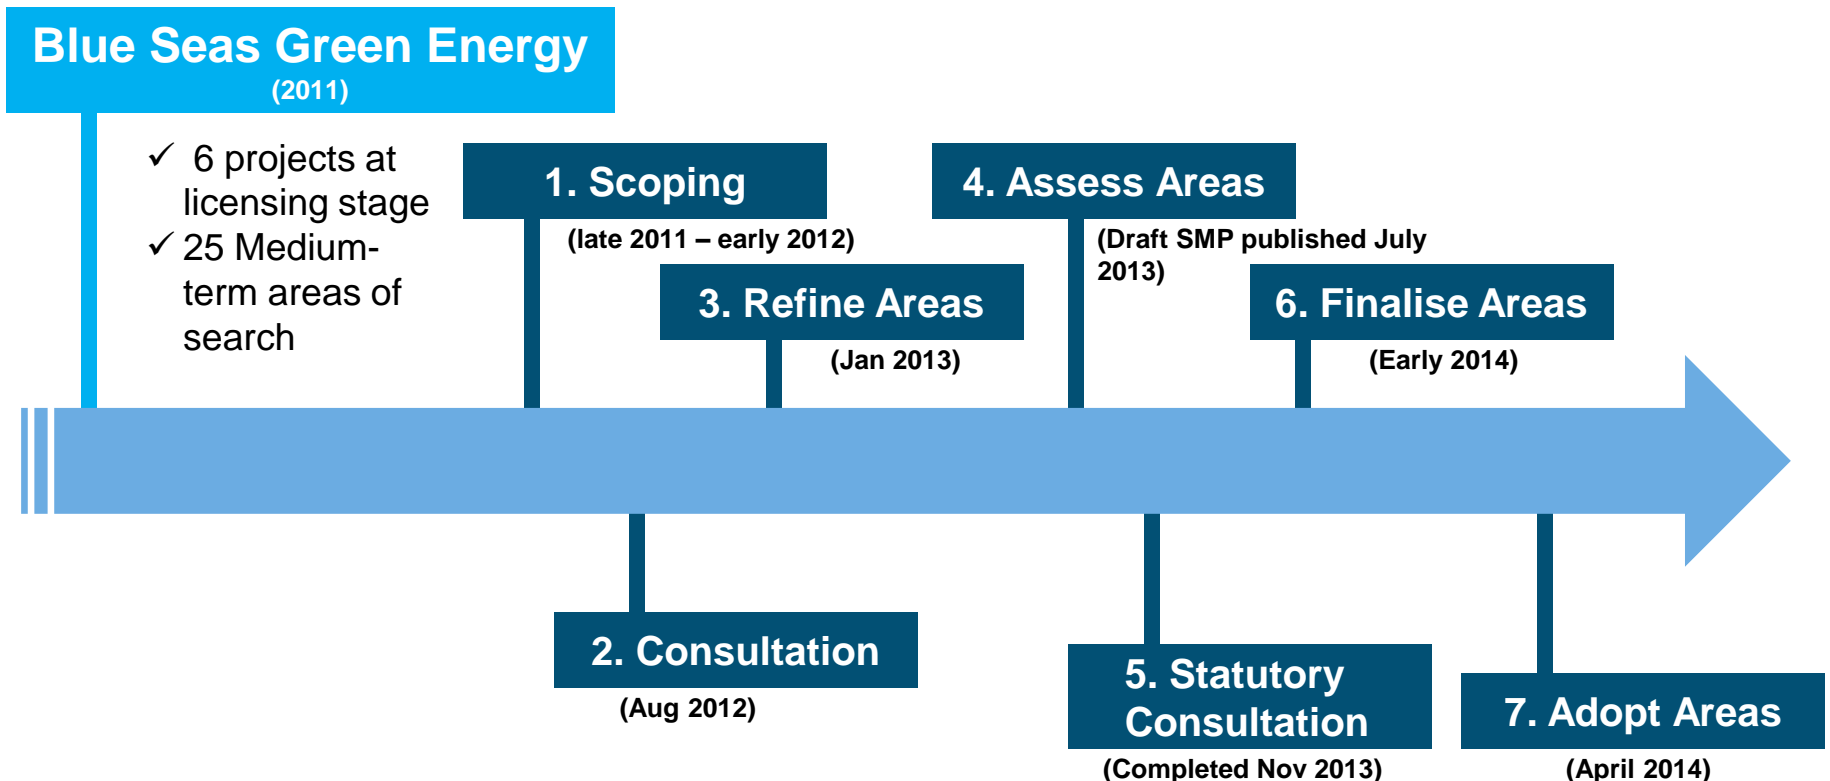 Blue Seas Green Energy
(2011)
✓ 6 projects at
licensing stage
✓ 25 Medium-
term areas of
search
1. Scoping
(late 2011 – early 2012)
2. Consultation
(Aug 2012)
3. Refine Areas
(Jan 2013)
4. Assess Areas
(Draft SMP published July
2013)
5. Statutory
Consultation
(Completed Nov 2013)
6. Finalise Areas
(Early 2014)
7. Adopt Areas
(April 2014)